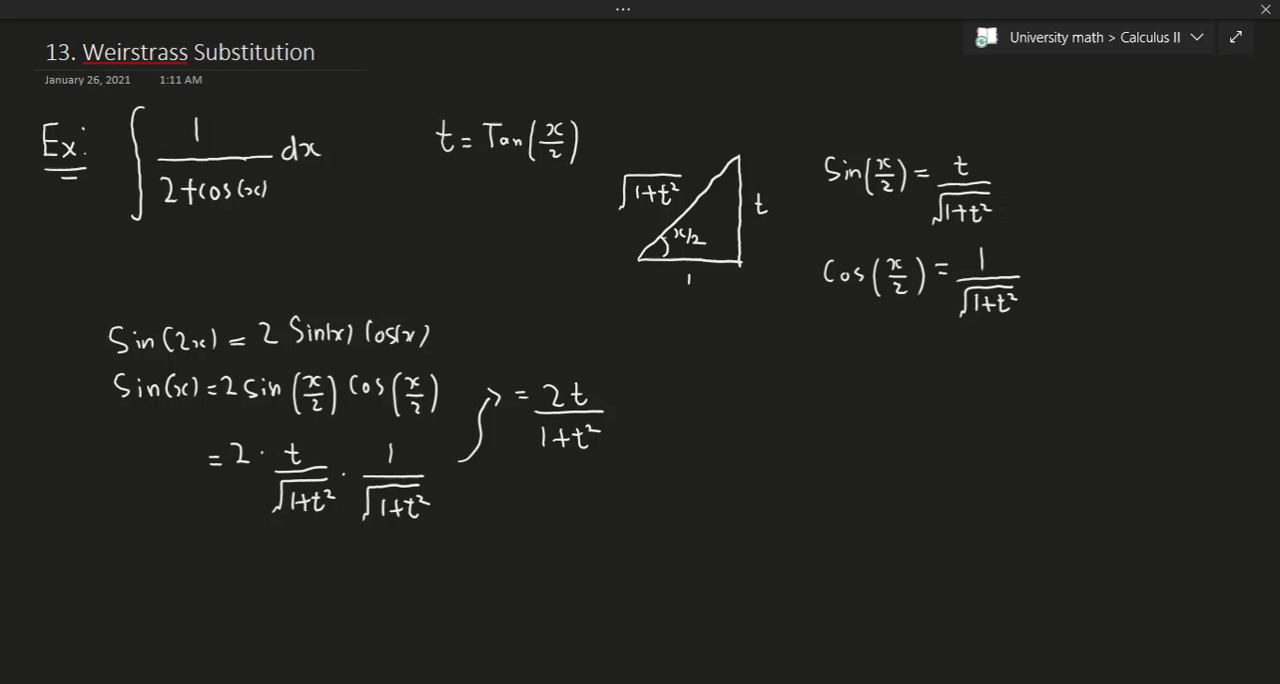 ...
13. Weirstrass Substitution
University math > Calculus II
January 26, 2021 1:11 AM
Ex: ∫ 1/(2+cos(x)) dx
t = Tan(x/2)
√(1+t²)
t
x/2
1
Sin(x/2) = t/√(1+t²)
Cos(x/2) = 1/√(1+t²)
Sin(2x) = 2 Sin(x) Cos(x)
Sin(x) = 2 Sin(x/2) Cos(x/2)
= 2 · t/√(1+t²) · 1/√(1+t²)
= 2t/(1+t²)